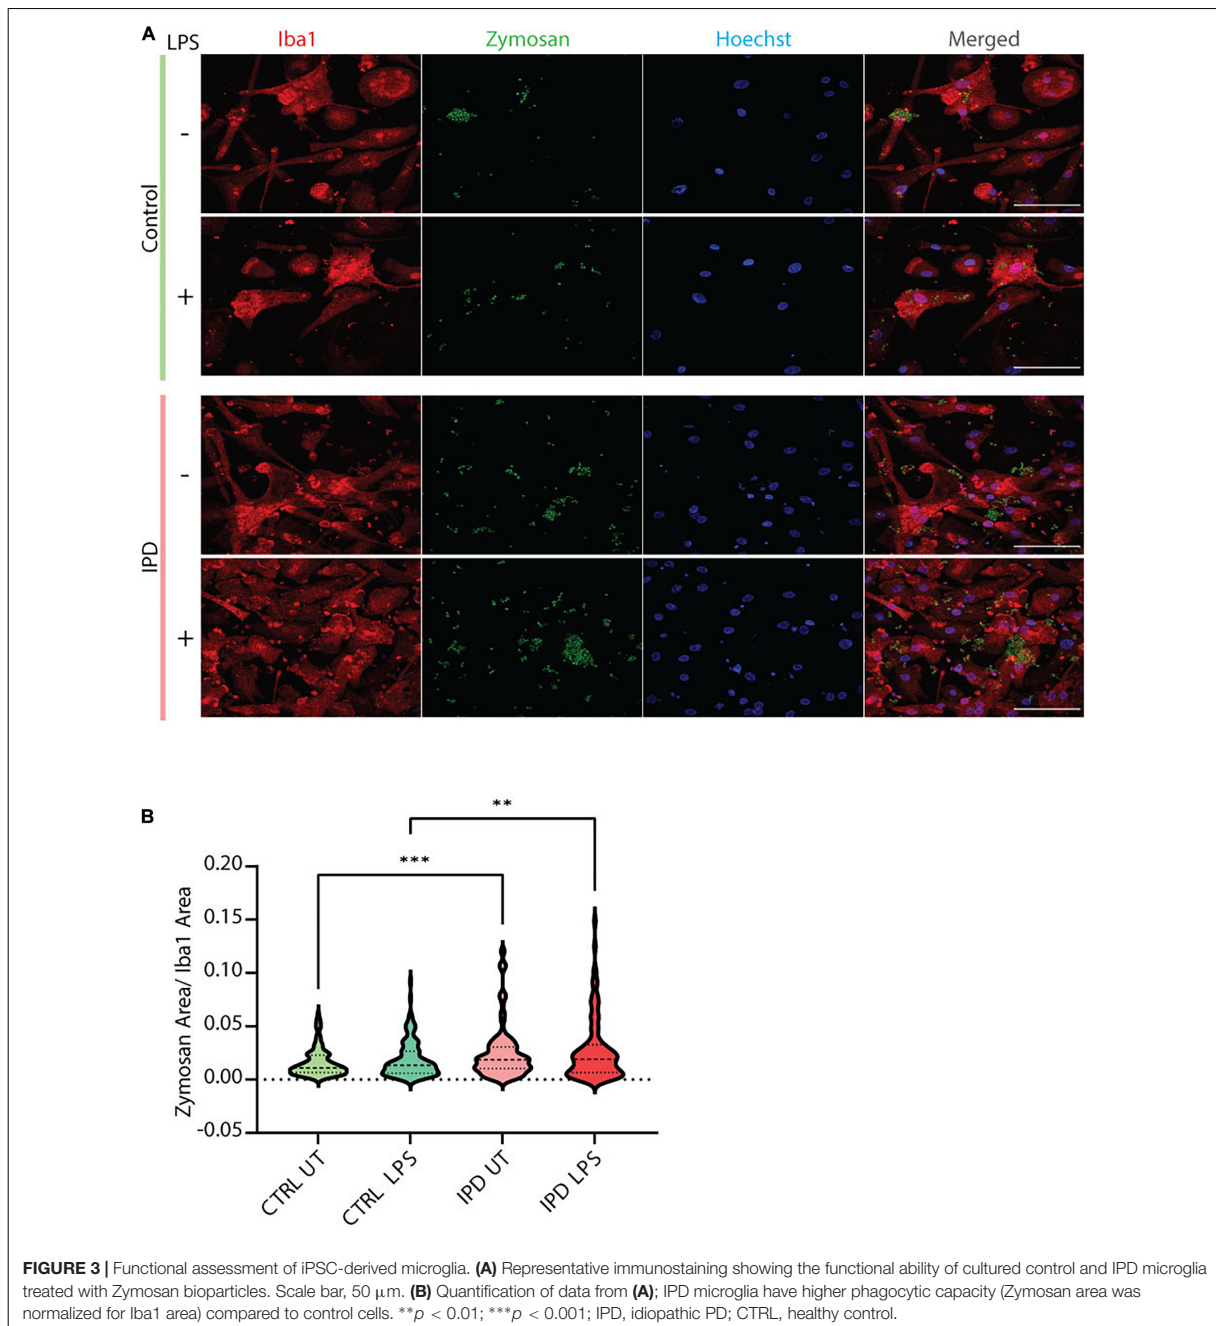 A
LPS
Iba1
Zymosan
Hoechst
Merged
Control
-
+
IPD
-
+
B
**
***
Zymosan Area/ Iba1 Area
0.20
0.15
0.10
0.05
0.00
-0.05
CTRL UT
CTRL LPS
IPD UT
IPD LPS
FIGURE 3 | Functional assessment of iPSC-derived microglia. (A) Representative immunostaining showing the functional ability of cultured control and IPD microglia
treated with Zymosan bioparticles. Scale bar, 50 μm. (B) Quantification of data from (A); IPD microglia have higher phagocytic capacity (Zymosan area was
normalized for Iba1 area) compared to control cells. **p < 0.01; ***p < 0.001; IPD, idiopathic PD; CTRL, healthy control.